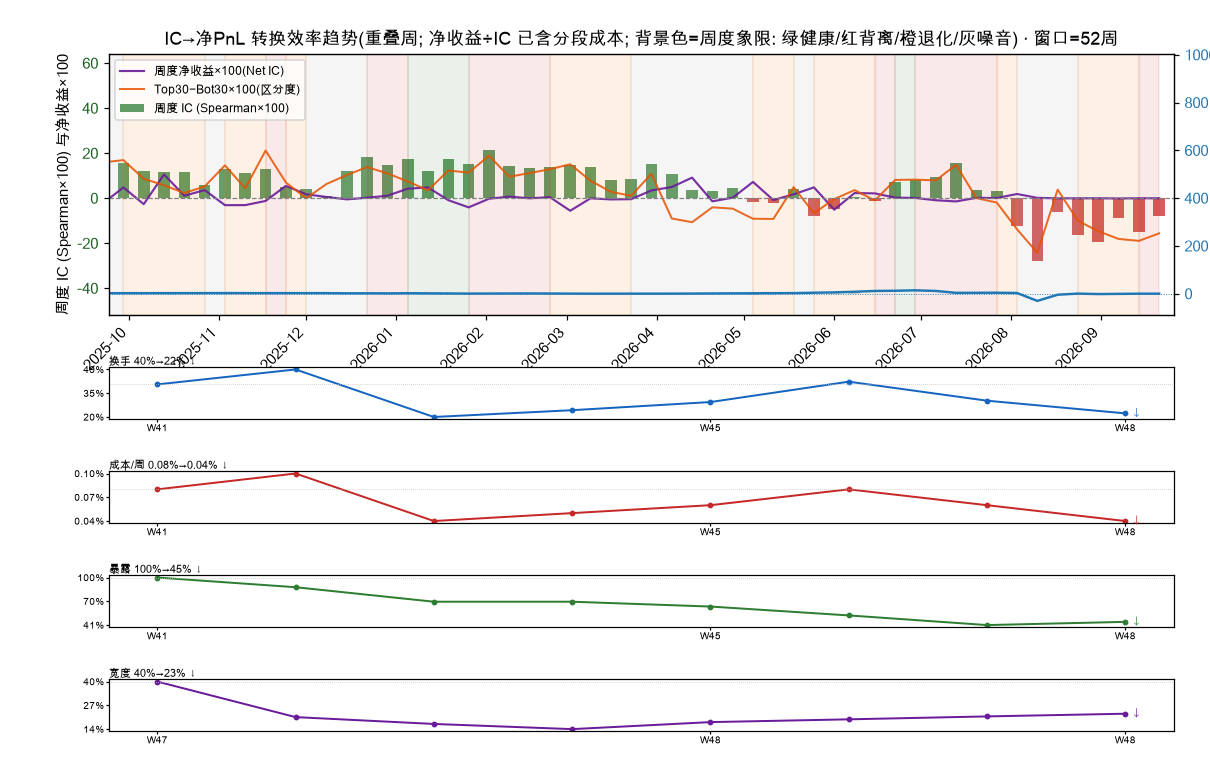 IC→净PnL 转换效率趋势(重叠周; 净收益÷IC 已含分段成本; 背景色=周度象限: 绿健康/红背离/橙退化/灰噪音) · 窗口=52周
周度 IC (Spearman×100) 与净收益×100
60
40
20
0
-20
-40
周度净收益×100(Net IC)
Top30−Bot30×100(区分度)
周度 IC (Spearman×100)
1000
800
600
400
200
0
2025-10
2025-11
2025-12
2026-01
2026-02
2026-03
2026-04
2026-05
2026-06
2026-07
2026-08
2026-09
换手 40%→22% ↓
35%
20%
↓
W41
W45
W48
成本/周 0.08%→0.04% ↓
0.10%
0.07%
0.04%
↓
W41
W45
W48
暴露 100%→45% ↓
100%
70%
41%
↓
W41
W45
W48
宽度 40%→23% ↓
40%
27%
14%
↓
W47
W48
W48